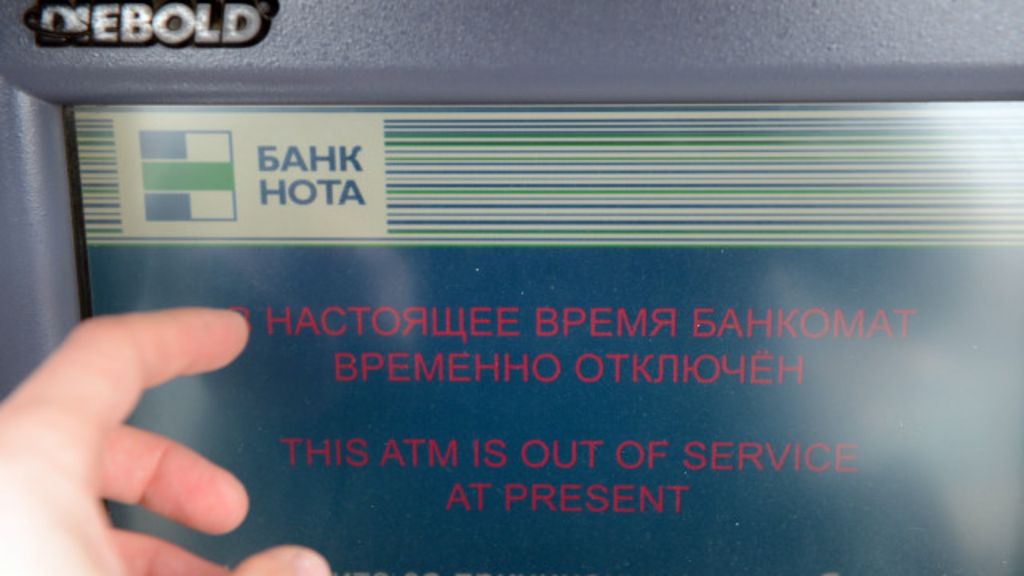 DIEBOLD
БАНК
НОТА
В НАСТОЯЩЕЕ ВРЕМЯ БАНКОМАТ
ВРЕМЕННО ОТКЛЮЧЁН
THIS ATM IS OUT OF SERVICE
AT PRESENT